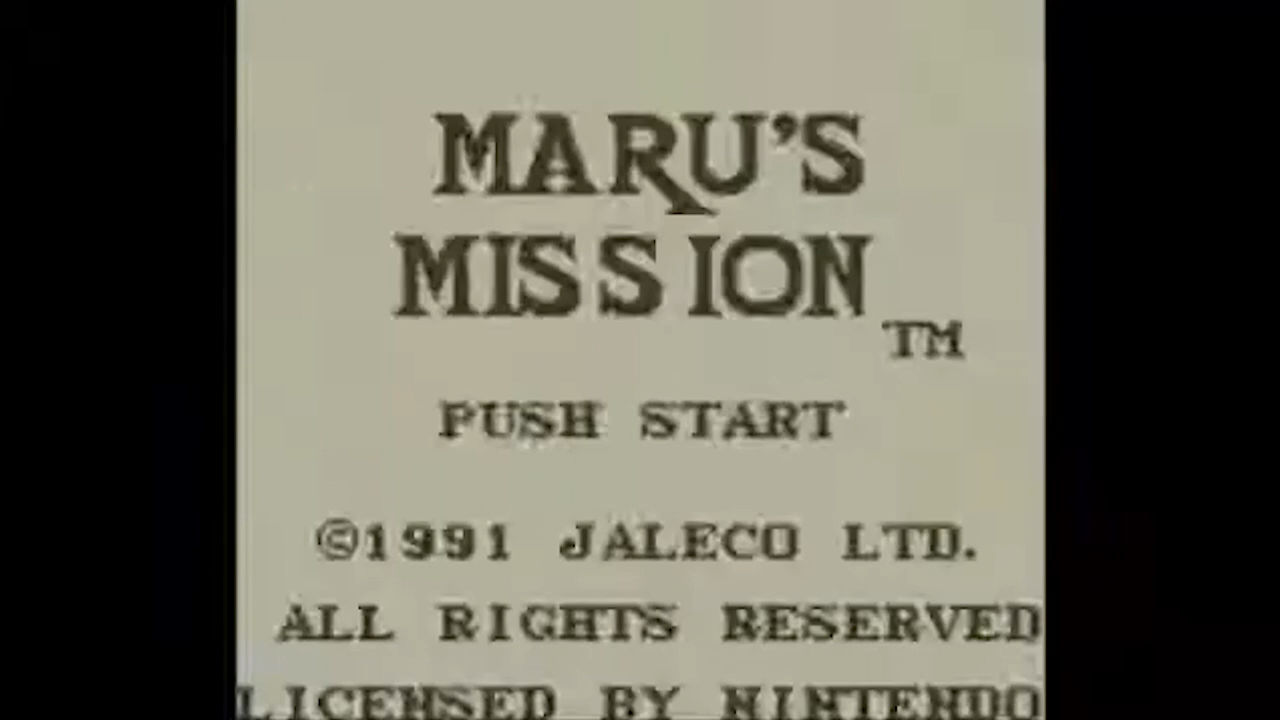 MARU'S
MISSION
TM
PUSH START
©1991 JALECO LTD.
ALL RIGHTS RESERVED
LICENSED BY NINTENDO